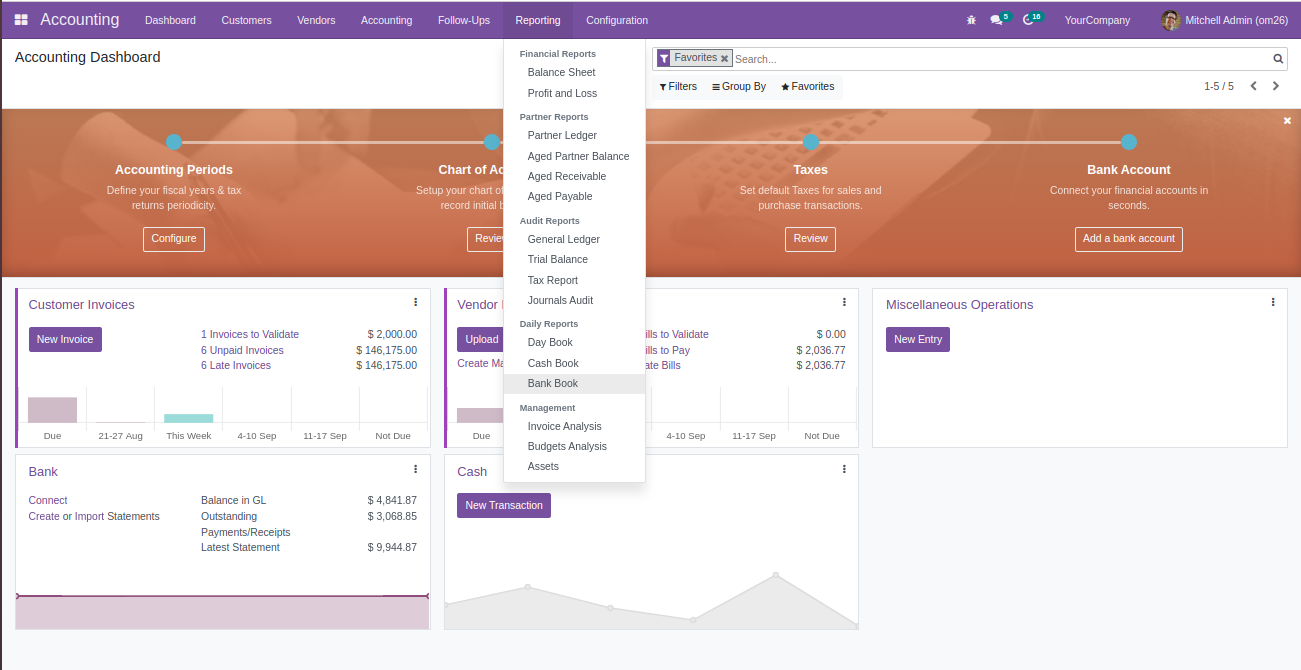 Accounting
Dashboard
Customers
Vendors
Accounting
Follow-Ups
Reporting
Configuration
5
16
YourCompany
Mitchell Admin (om26)
Accounting Dashboard
Favorites
Search...
Filters
Group By
Favorites
1-5 / 5
Financial Reports
Balance Sheet
Profit and Loss
Partner Reports
Partner Ledger
Aged Partner Balance
Aged Receivable
Aged Payable
Audit Reports
General Ledger
Trial Balance
Tax Report
Journals Audit
Daily Reports
Day Book
Cash Book
Bank Book
Management
Invoice Analysis
Budgets Analysis
Assets
Accounting Periods
Define your fiscal years & tax
returns periodicity.
Configure
Chart of Ac
Setup your chart of
record initial b
Review
Taxes
Set default Taxes for sales and
purchase transactions.
Review
Bank Account
Connect your financial accounts in
seconds.
Add a bank account
Customer Invoices
New Invoice
1 Invoices to Validate $ 2,000.00
6 Unpaid Invoices $ 146,175.00
6 Late Invoices $ 146,175.00
Due 21-27 Aug This Week 4-10 Sep 11-17 Sep Not Due
Vendor
Upload
Create Ma
ills to Validate $ 0.00
ills to Pay $ 2,036.77
ate Bills $ 2,036.77
Due 4-10 Sep 11-17 Sep Not Due
Miscellaneous Operations
New Entry
Bank
Connect
Create or Import Statements
Balance in GL $ 4,841.87
Outstanding $ 3,068.85
Payments/Receipts
Latest Statement $ 9,944.87
Cash
New Transaction